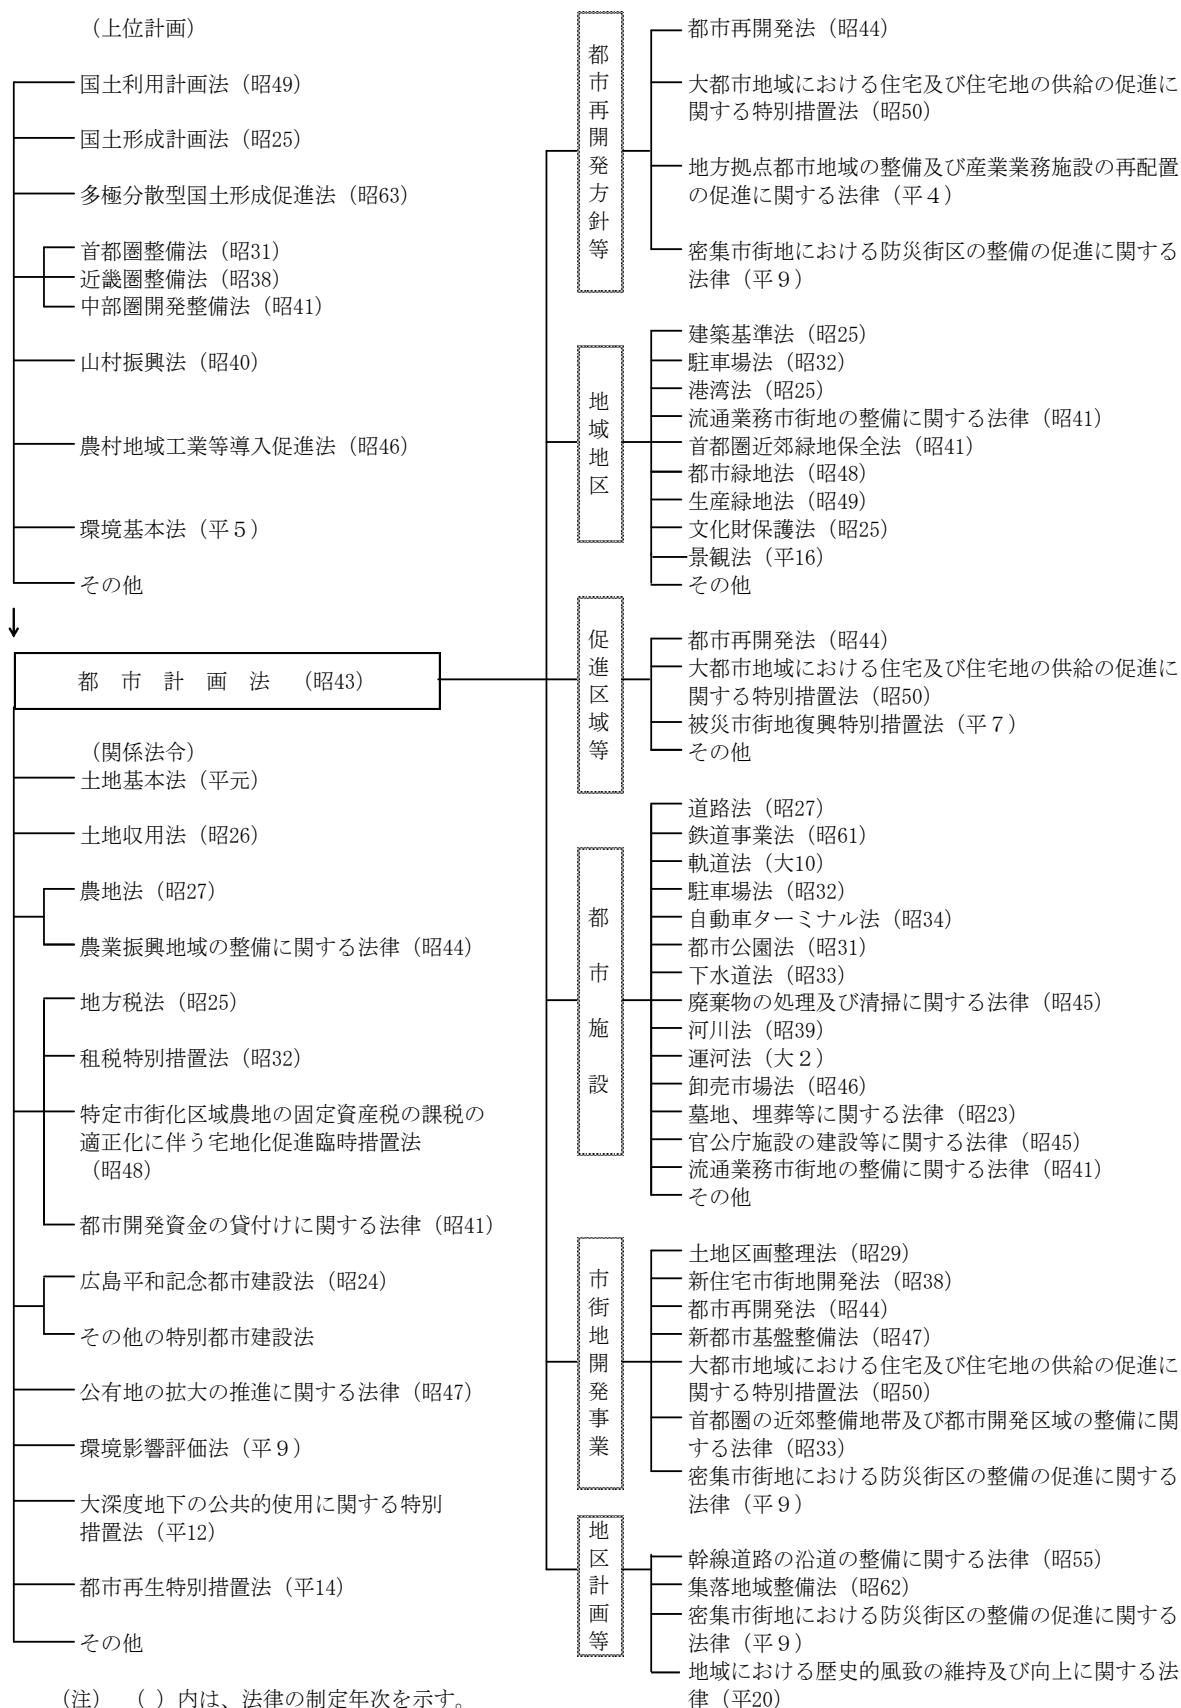 （上位計画）
国土利用計画法（昭49）
国土形成計画法（昭25）
多極分散型国土形成促進法（昭63）
首都圏整備法（昭31）
近畿圏整備法（昭38）
中部圏開発整備法（昭41）
山村振興法（昭40）
農村地域工業等導入促進法（昭46）
環境基本法（平５）
その他
都市計画法（昭43）
（関係法令）
土地基本法（平元）
土地収用法（昭26）
農地法（昭27）
農業振興地域の整備に関する法律（昭44）
地方税法（昭25）
租税特別措置法（昭32）
特定市街化区域農地の固定資産税の課税の
適正化に伴う宅地化促進臨時措置法
（昭48）
都市開発資金の貸付けに関する法律（昭41）
広島平和記念都市建設法（昭24）
その他の特別都市建設法
公有地の拡大の推進に関する法律（昭47）
環境影響評価法（平９）
大深度地下の公共的使用に関する特別
措置法（平12）
都市再生特別措置法（平14）
その他
（注）（ ）内は、法律の制定年次を示す。
都市再開発方針等
都市再開発法（昭44）
大都市地域における住宅及び住宅地の供給の促進に
関する特別措置法（昭50）
地方拠点都市地域の整備及び産業業務施設の再配置
の促進に関する法律（平４）
密集市街地における防災街区の整備の促進に関する
法律（平９）
地域地区
建築基準法（昭25）
駐車場法（昭32）
港湾法（昭25）
流通業務市街地の整備に関する法律（昭41）
首都圏近郊緑地保全法（昭41）
都市緑地法（昭48）
生産緑地法（昭49）
文化財保護法（昭25）
景観法（平16）
その他
促進区域等
都市再開発法（昭44）
大都市地域における住宅及び住宅地の供給の促進に
関する特別措置法（昭50）
被災市街地復興特別措置法（平７）
その他
都市施設
道路法（昭27）
鉄道事業法（昭61）
軌道法（大10）
駐車場法（昭32）
自動車ターミナル法（昭34）
都市公園法（昭31）
下水道法（昭33）
廃棄物の処理及び清掃に関する法律（昭45）
河川法（昭39）
運河法（大２）
卸売市場法（昭46）
墓地、埋葬等に関する法律（昭23）
官公庁施設の建設等に関する法律（昭45）
流通業務市街地の整備に関する法律（昭41）
その他
市街地開発事業
土地区画整理法（昭29）
新住宅市街地開発法（昭38）
都市再開発法（昭44）
新都市基盤整備法（昭47）
大都市地域における住宅及び住宅地の供給の促進に
関する特別措置法（昭50）
首都圏の近郊整備地帯及び都市開発区域の整備に関
する法律（昭33）
密集市街地における防災街区の整備の促進に関する
法律（平９）
地区計画等
幹線道路の沿道の整備に関する法律（昭55）
集落地域整備法（昭62）
密集市街地における防災街区の整備の促進に関する
法律（平９）
地域における歴史的風致の維持及び向上に関する法
律（平20）